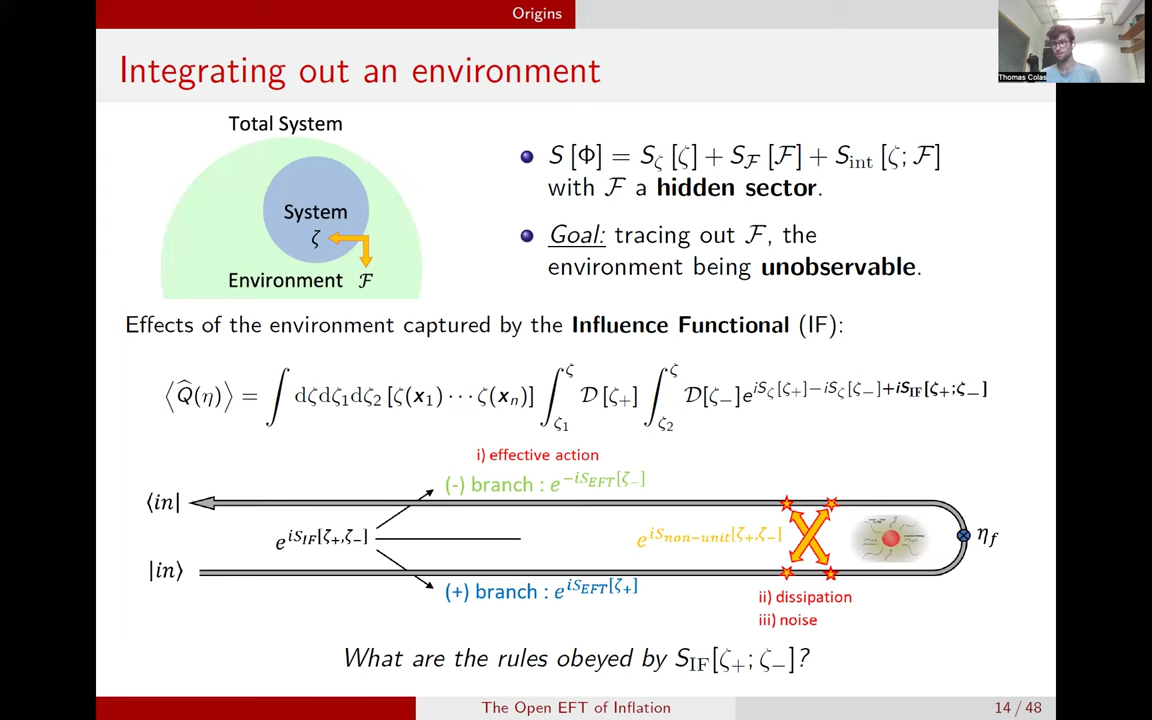 Origins
Integrating out an environment
Thomas Colas
Total System
System
ζ
Environment ℱ
S [Φ] = S_ζ [ζ] + S_ℱ [ℱ] + S_int [ζ; ℱ]
with ℱ a hidden sector.
Goal: tracing out ℱ, the
environment being unobservable.
Effects of the environment captured by the Influence Functional (IF):
⟨Q̂(η)⟩ = ∫ dζdζ₁dζ₂ [ζ(x₁) ··· ζ(xₙ)] ∫_{ζ₁}^{ζ} 𝒟[ζ₊] ∫_{ζ₂}^{ζ} 𝒟[ζ₋] e^{iS_ζ[ζ₊]−iS_ζ[ζ₋]+iS_IF[ζ₊;ζ₋]}
i) effective action
(-) branch : e^{−iS_EFT[ζ₋]}
⟨in|
e^{iS_IF[ζ₊,ζ₋]}
e^{iS_non−unit[ζ₊,ζ₋]}
η_f
|in⟩
(+) branch : e^{iS_EFT[ζ₊]}
ii) dissipation
iii) noise
What are the rules obeyed by S_IF[ζ₊; ζ₋]?
The Open EFT of Inflation
14 / 48